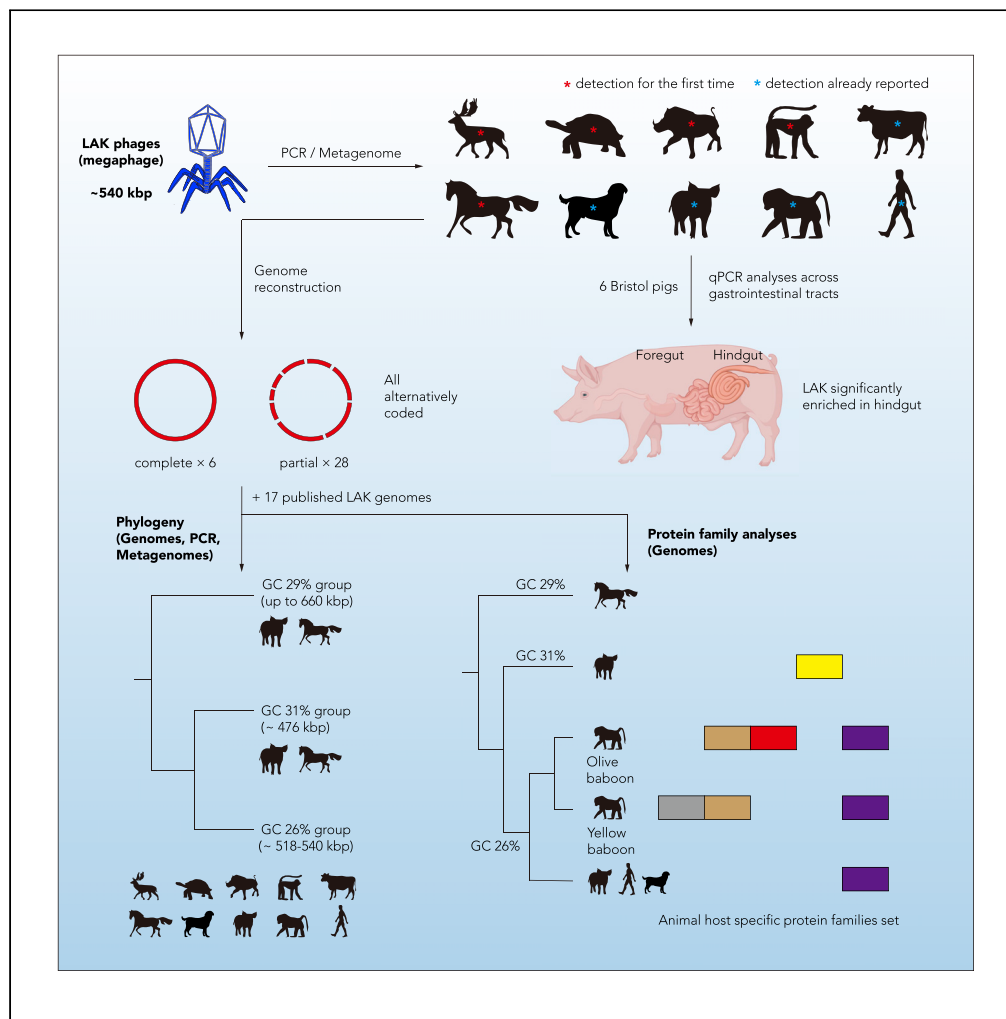 * detection for the first time
* detection already reported
LAK phages
(megaphage)
~540 kbp
PCR / Metagenome
*
*
*
*
*
*
*
*
*
*
Genome
reconstruction
6 Bristol pigs
qPCR analyses across
gastrointestinal tracts
Foregut
Hindgut
LAK significantly
enriched in hindgut
All
alternatively
coded
complete × 6
partial × 28
+ 17 published LAK genomes
Phylogeny
(Genomes, PCR,
Metagenomes)
Protein family analyses
(Genomes)
GC 29% group
(up to 660 kbp)
GC 31% group
(~ 476 kbp)
GC 26% group
(~ 518-540 kbp)
GC 29%
GC 31%
Olive
baboon
Yellow
baboon
GC 26%
Animal host specific protein families set